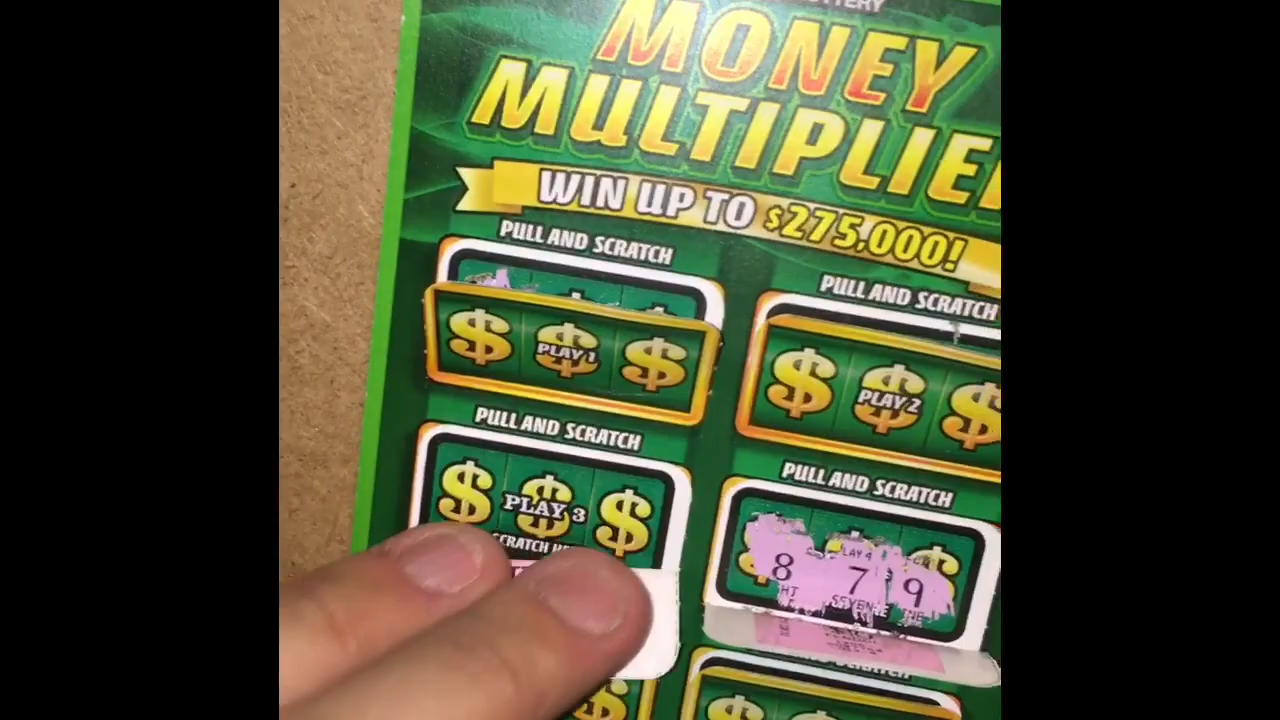 MONEY
WIN UP TO $275,000!
PULL AND SCRATCH
PULL AND SCRATCH
PLAY 1
PLAY 2
PULL AND SCRATCH
PULL AND SCRATCH
PLAY 3
8 7 9